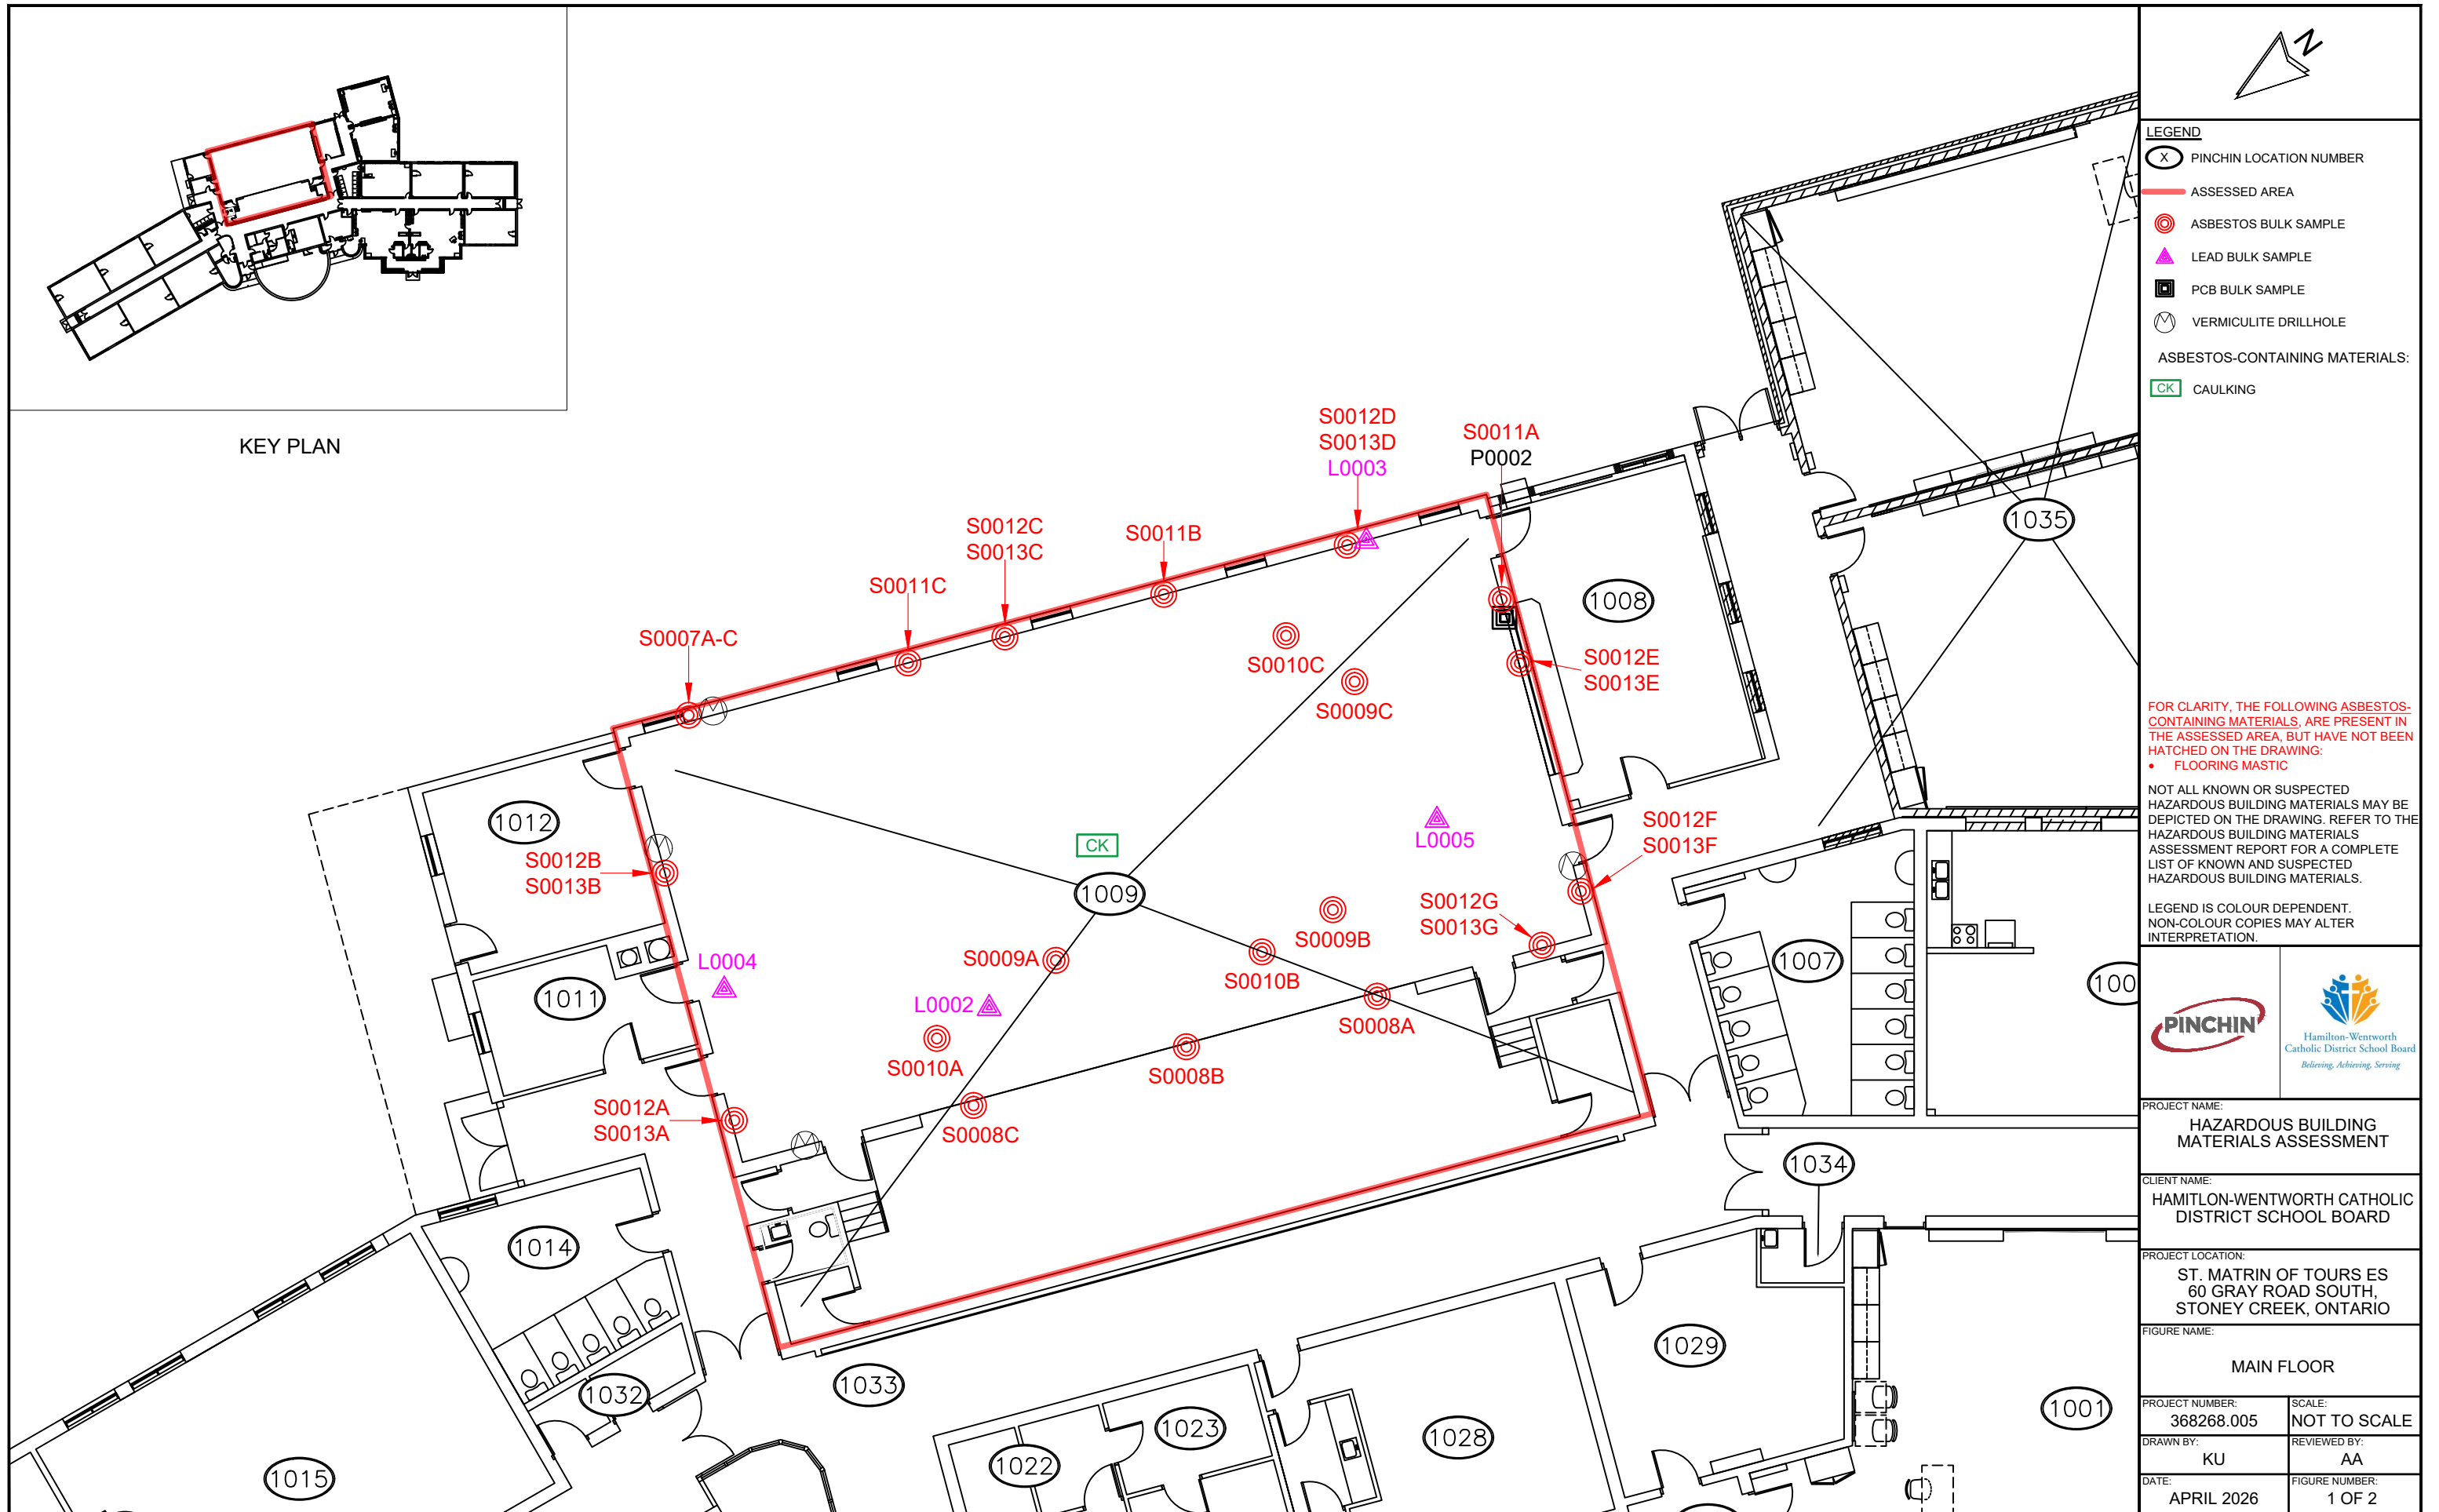 KEY PLAN
S0012D
S0013D
L0003
S0011A
P0002
S0012C
S0013C
S0011B
S0011C
S0007A-C
S0010C
S0009C
S0012E
S0013E
1008
1035
1012
S0012B
S0013B
CK
1009
L0005
S0012F
S0013F
S0012G
S0013G
S0009B
S0009A
S0010B
L0004
L0002
1011
1007
100
S0010A
S0008A
S0008B
S0008C
S0012A
S0013A
1034
1014
1032
1033
1029
1023
1022
1028
1001
1015
N
LEGEND
X PINCHIN LOCATION NUMBER
ASSESSED AREA
ASBESTOS BULK SAMPLE
LEAD BULK SAMPLE
PCB BULK SAMPLE
VERMICULITE DRILLHOLE
ASBESTOS-CONTAINING MATERIALS:
CK CAULKING
FOR CLARITY, THE FOLLOWING ASBESTOS-
CONTAINING MATERIALS, ARE PRESENT IN
THE ASSESSED AREA, BUT HAVE NOT BEEN
HATCHED ON THE DRAWING:
• FLOORING MASTIC
NOT ALL KNOWN OR SUSPECTED
HAZARDOUS BUILDING MATERIALS MAY BE
DEPICTED ON THE DRAWING. REFER TO THE
HAZARDOUS BUILDING MATERIALS
ASSESSMENT REPORT FOR A COMPLETE
LIST OF KNOWN AND SUSPECTED
HAZARDOUS BUILDING MATERIALS.
LEGEND IS COLOUR DEPENDENT.
NON-COLOUR COPIES MAY ALTER
INTERPRETATION.
PINCHIN
Hamilton-Wentworth
Catholic District School Board
Believing, Achieving, Serving
PROJECT NAME:
HAZARDOUS BUILDING
MATERIALS ASSESSMENT
CLIENT NAME:
HAMITLON-WENTWORTH CATHOLIC
DISTRICT SCHOOL BOARD
PROJECT LOCATION:
ST. MATRIN OF TOURS ES
60 GRAY ROAD SOUTH,
STONEY CREEK, ONTARIO
FIGURE NAME:
MAIN FLOOR
PROJECT NUMBER:
368268.005
SCALE:
NOT TO SCALE
DRAWN BY:
KU
REVIEWED BY:
AA
DATE:
APRIL 2026
FIGURE NUMBER:
1 OF 2